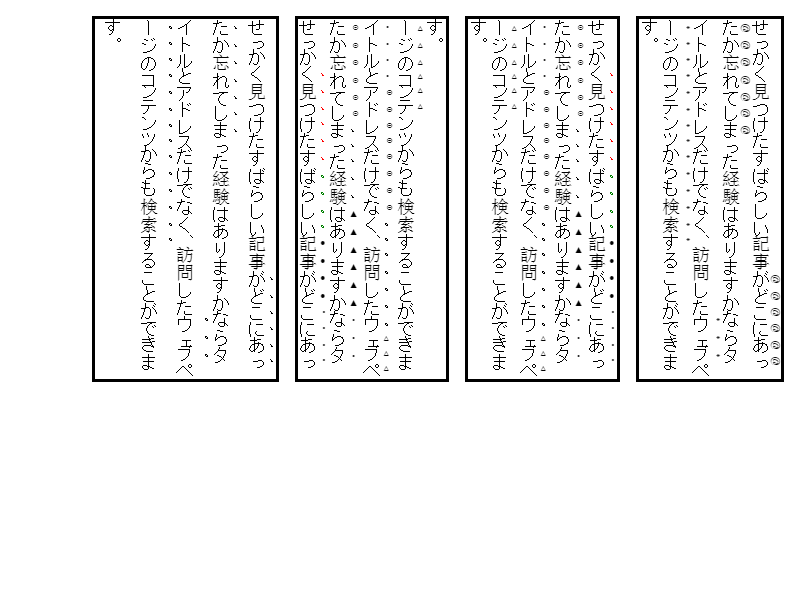 せっかく見つけたすばらしい記事がどこにあっ
たか忘れてしまった経験はありますかならタ
イトルとアドレスだけでなく、訪問したウェブペ
ージのコンテンツからも検索することができま
す。
せっかく見つけたすばらしい記事がどこにあっ
たか忘れてしまった経験はありますかならタ
イトルとアドレスだけでなく、訪問したウェブペ
ージのコンテンツからも検索することができま
す。
せっかく見つけたすばらしい記事がどこにあっ
たか忘れてしまった経験はありますかならタ
イトルとアドレスだけでなく、訪問したウェブペ
ージのコンテンツからも検索することができま
す。
せっかく見つけたすばらしい記事がどこにあっ
たか忘れてしまった経験はありますかならタ
イトルとアドレスだけでなく、訪問したウェブペ
ージのコンテンツからも検索することができま
す。